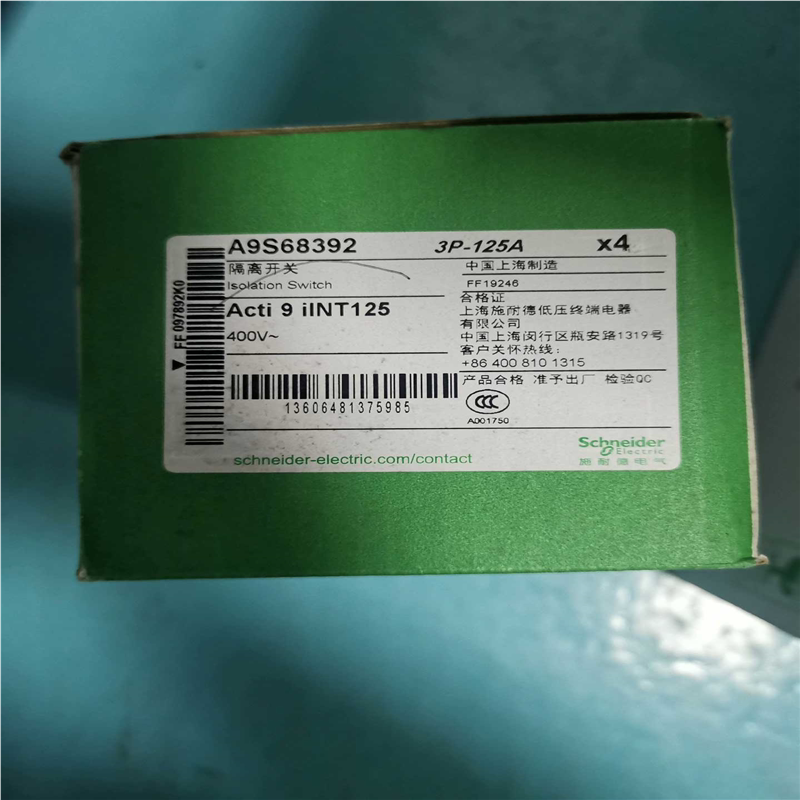 A9S68392 3P-125A x4
隔离开关
Isolation Switch
Acti 9 iINT125
400V~
中国上海制造
FF19246
合格证
上海施耐德低压终端电器
有限公司
中国上海闵行区瓶安路1319号
客户关怀热线:
+86 400 810 1315
产品合格 准予出厂 检验QC
FF 097892K0
13606481375985
CCC
A001750
schneider-electric.com/contact
Schneider
Electric
施耐德电气